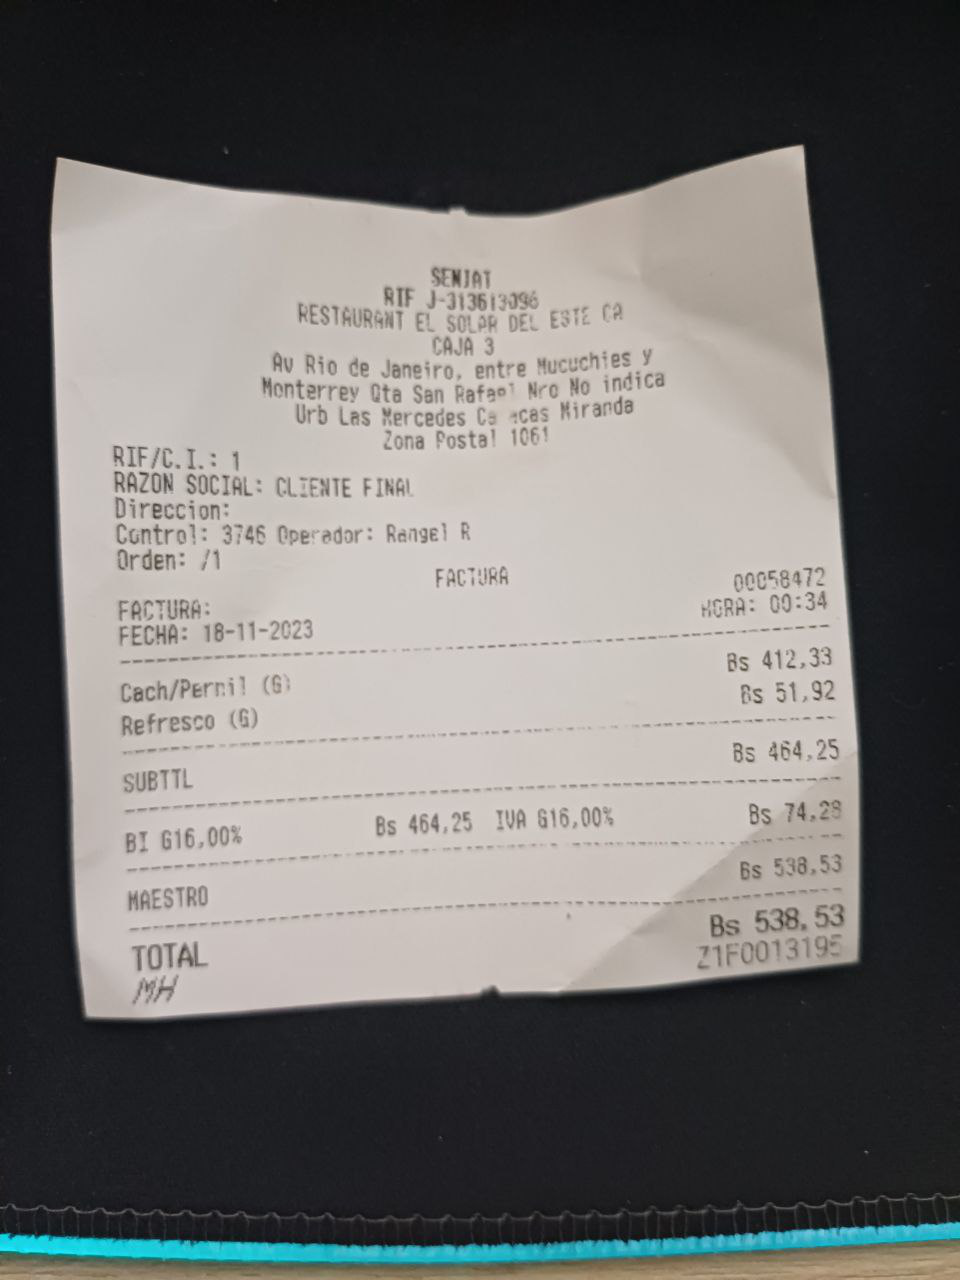 SENIAT
RIF J-313613096
RESTAURANT EL SOLAR DEL ESTE CA
CAJA 3
Av Rio de Janeiro, entre Mucuchies y
Monterrey Qta San Rafael Nro No indica
Urb Las Mercedes Caracas Miranda
Zona Postal 1061
RIF/C.I.: 1
RAZON SOCIAL: CLIENTE FINAL
Direccion:
Control: 3746 Operador: Rangel R
Orden: /1
FACTURA
FACTURA: 00058472
FECHA: 18-11-2023 HORA: 00:34
Cach/Pernil (G) Bs 412,33
Refresco (G) Bs 51,92
SUBTTL Bs 464,25
BI G16,00% Bs 464,25 IVA G16,00% Bs 74,28
MAESTRO Bs 538,53
TOTAL Bs 538,53
MH Z1F0013195